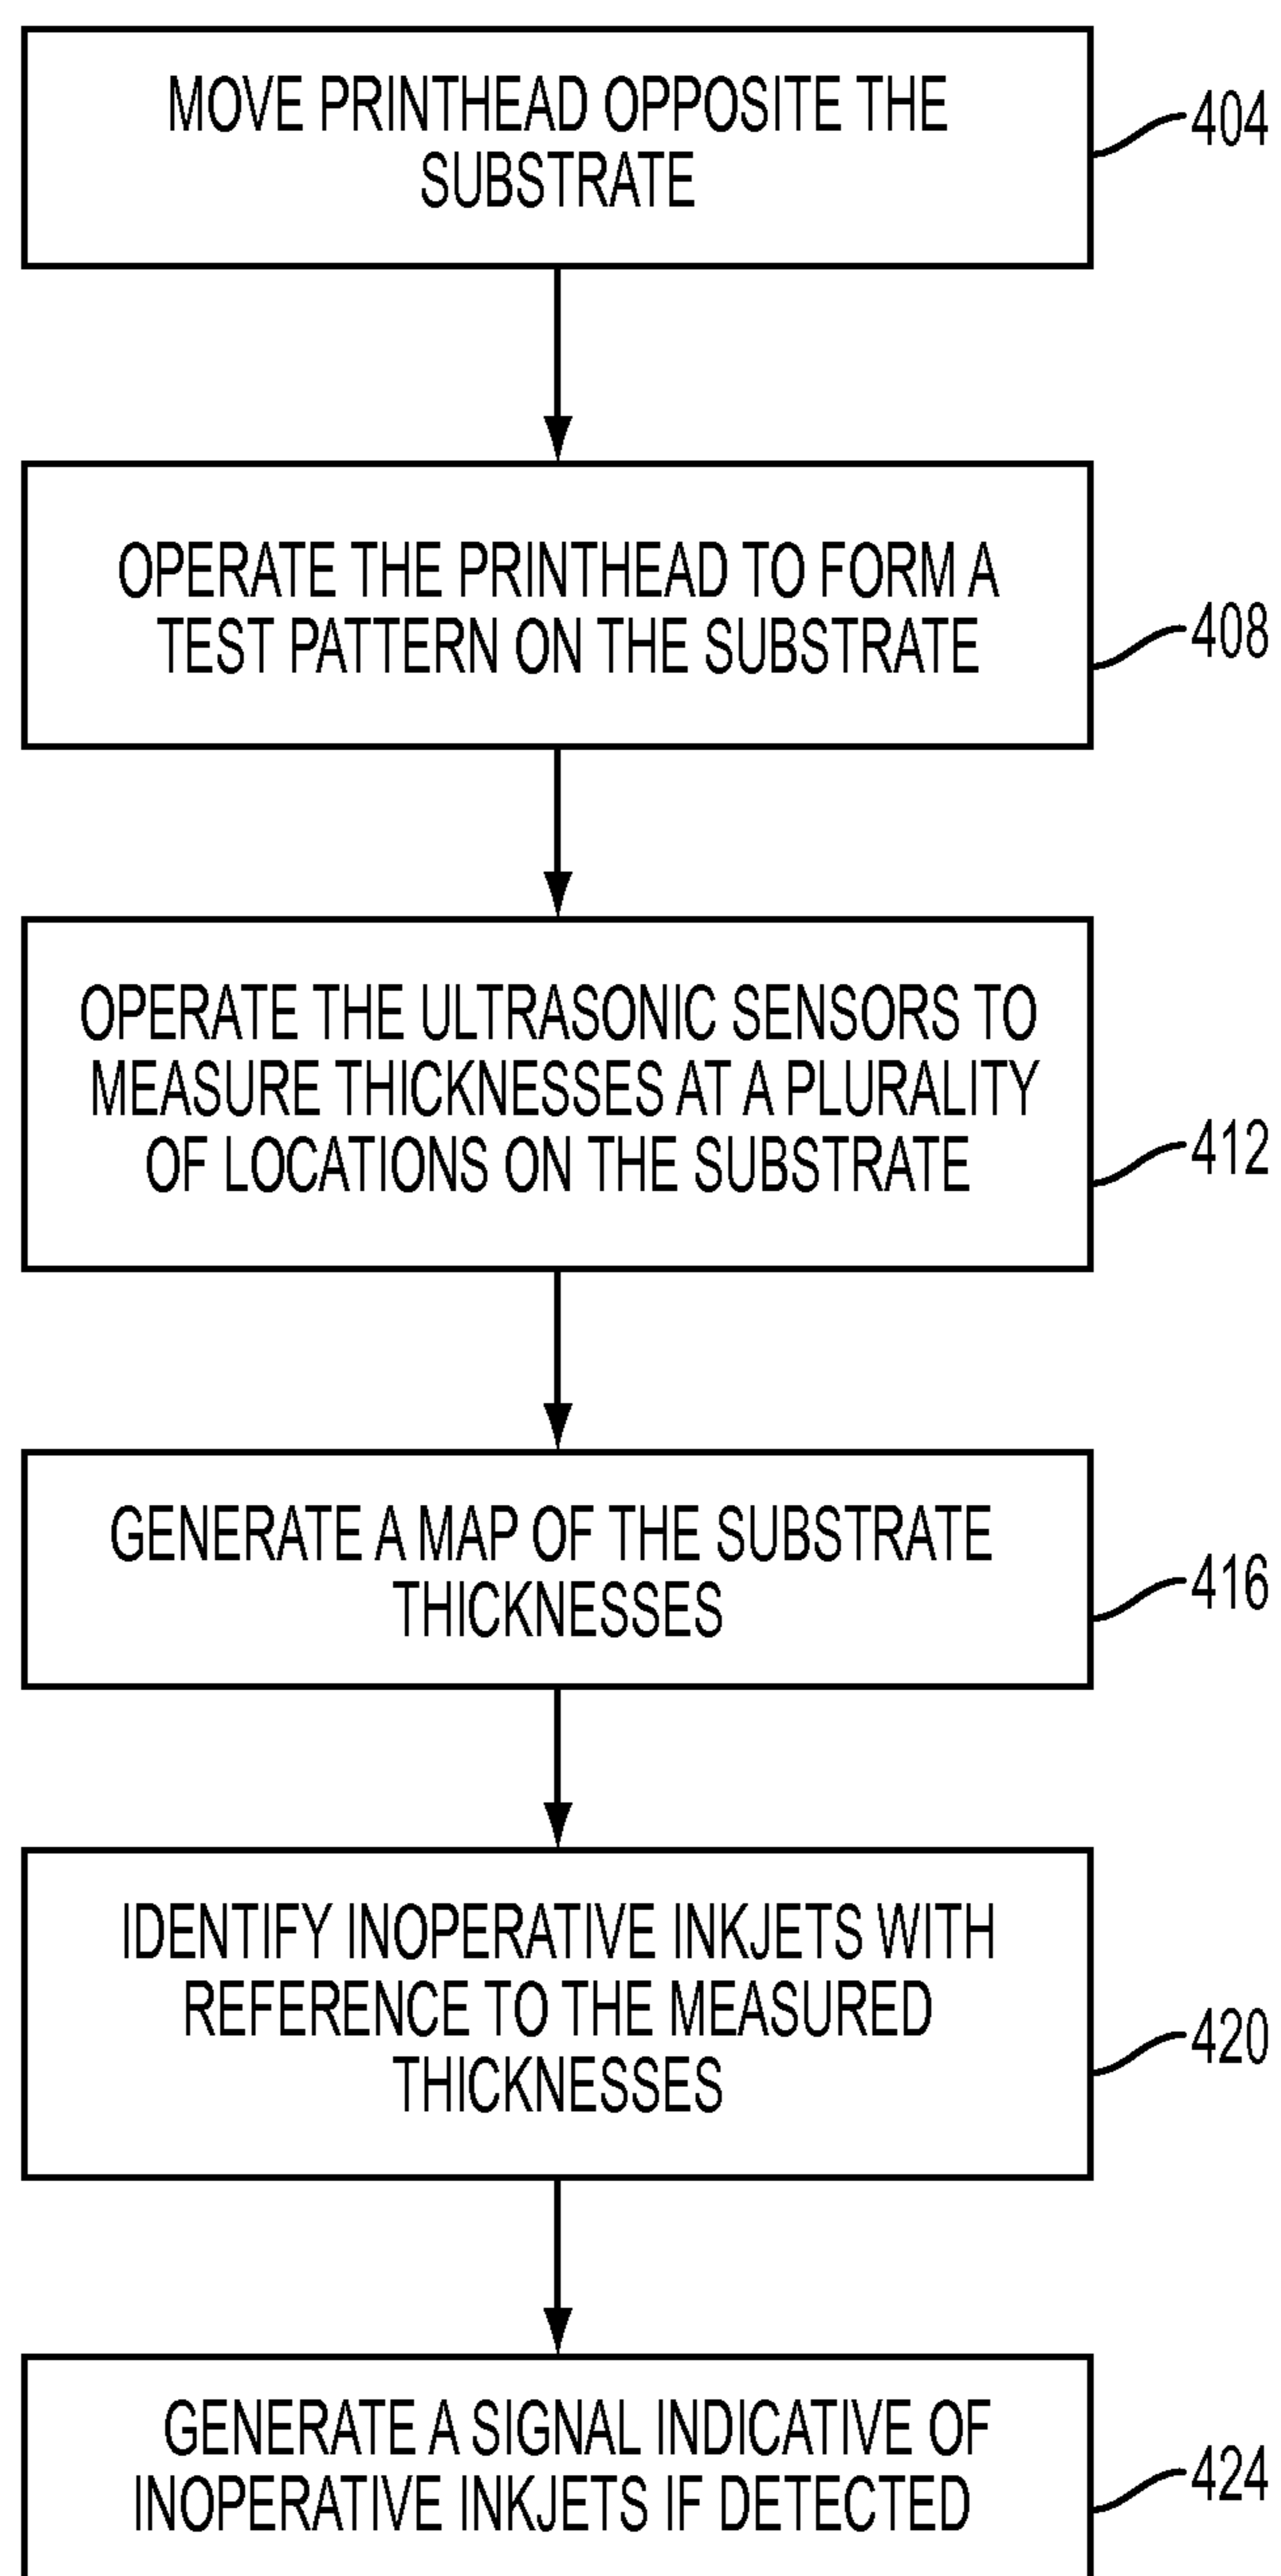 MOVE PRINTHEAD OPPOSITE THE
SUBSTRATE
404
OPERATE THE PRINTHEAD TO FORM A
TEST PATTERN ON THE SUBSTRATE
408
OPERATE THE ULTRASONIC SENSORS TO
MEASURE THICKNESSES AT A PLURALITY
OF LOCATIONS ON THE SUBSTRATE
412
GENERATE A MAP OF THE SUBSTRATE
THICKNESSES
416
IDENTIFY INOPERATIVE INKJETS WITH
REFERENCE TO THE MEASURED
THICKNESSES
420
GENERATE A SIGNAL INDICATIVE OF
INOPERATIVE INKJETS IF DETECTED
424